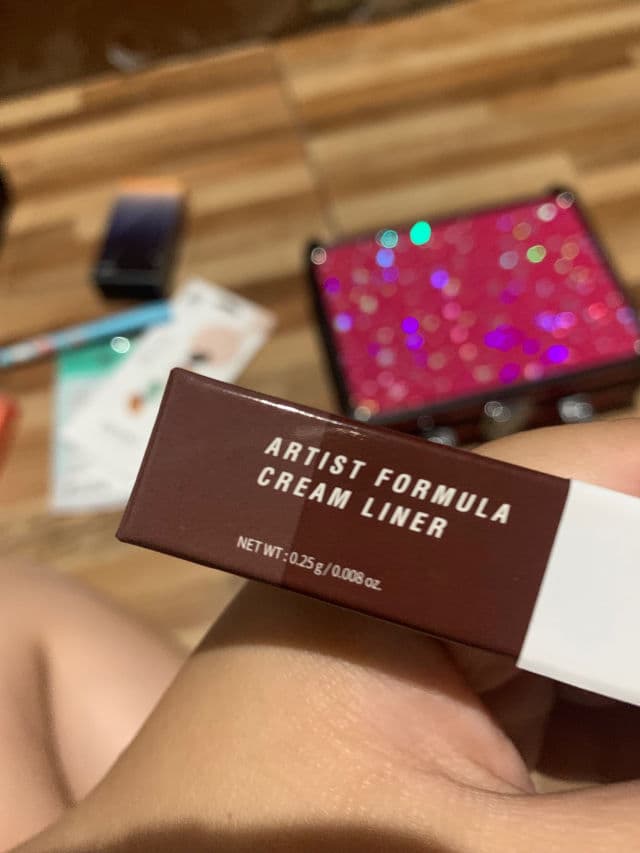 ARTIST FORMULA
CREAM LINER
NET WT : 0.25 g / 0.008 oz.